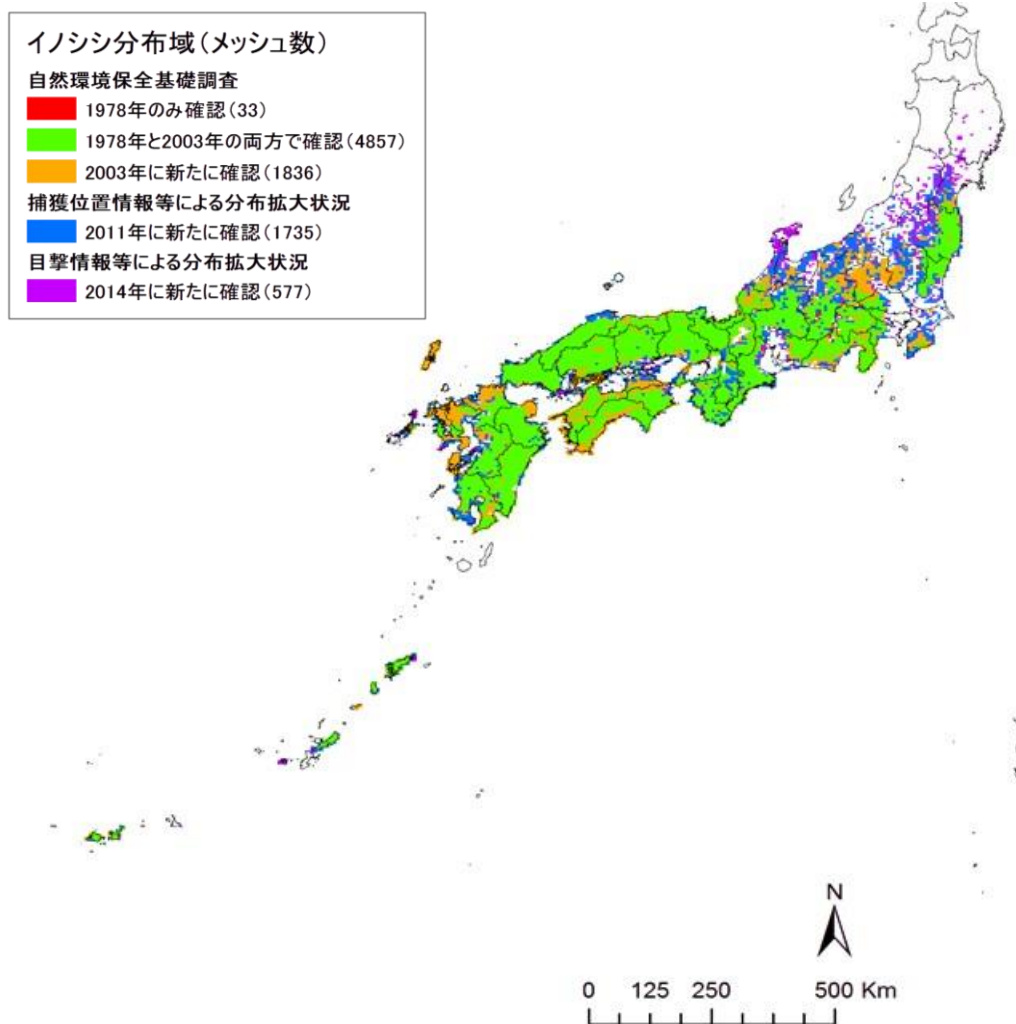 イノシシ分布域(メッシュ数)
自然環境保全基礎調査
1978年のみ確認(33)
1978年と2003年の両方で確認(4857)
2003年に新たに確認(1836)
捕獲位置情報等による分布拡大状況
2011年に新たに確認(1735)
目撃情報等による分布拡大状況
2014年に新たに確認(577)
N
0 125 250 500 Km